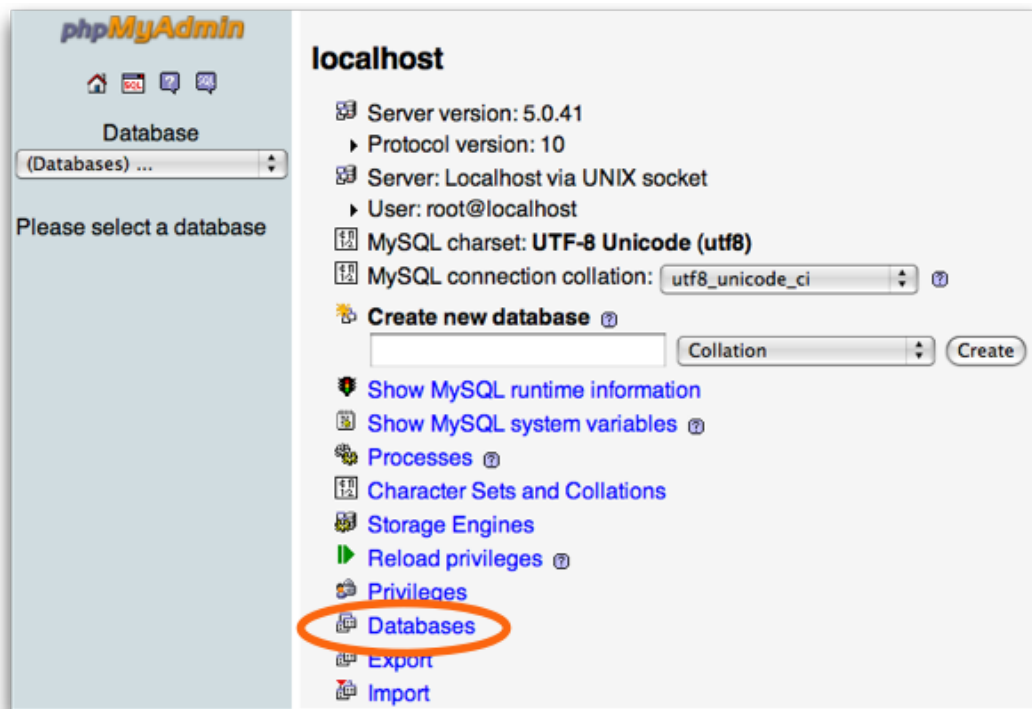 phpMyAdmin
SQL
Database
(Databases) ...
Please select a database
localhost
Server version: 5.0.41
Protocol version: 10
Server: Localhost via UNIX socket
User: root@localhost
MySQL charset: UTF-8 Unicode (utf8)
MySQL connection collation: utf8_unicode_ci
Create new database
Collation Create
Show MySQL runtime information
Show MySQL system variables
Processes
Character Sets and Collations
Storage Engines
Reload privileges
Privileges
Databases
Export
Import